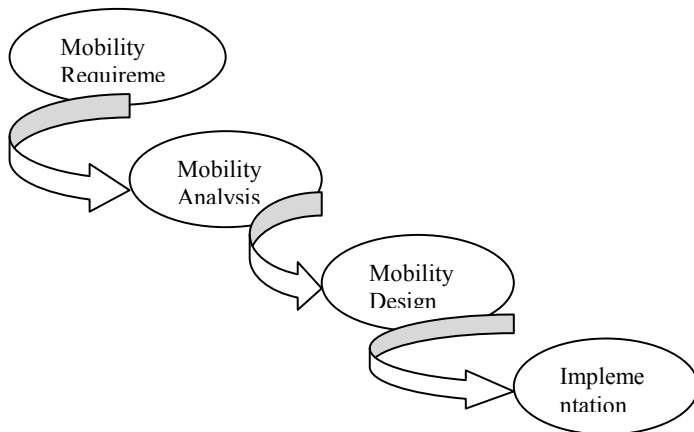 Mobility
Requireme
Mobility
Analysis
Mobility
Design
Impleme
ntation